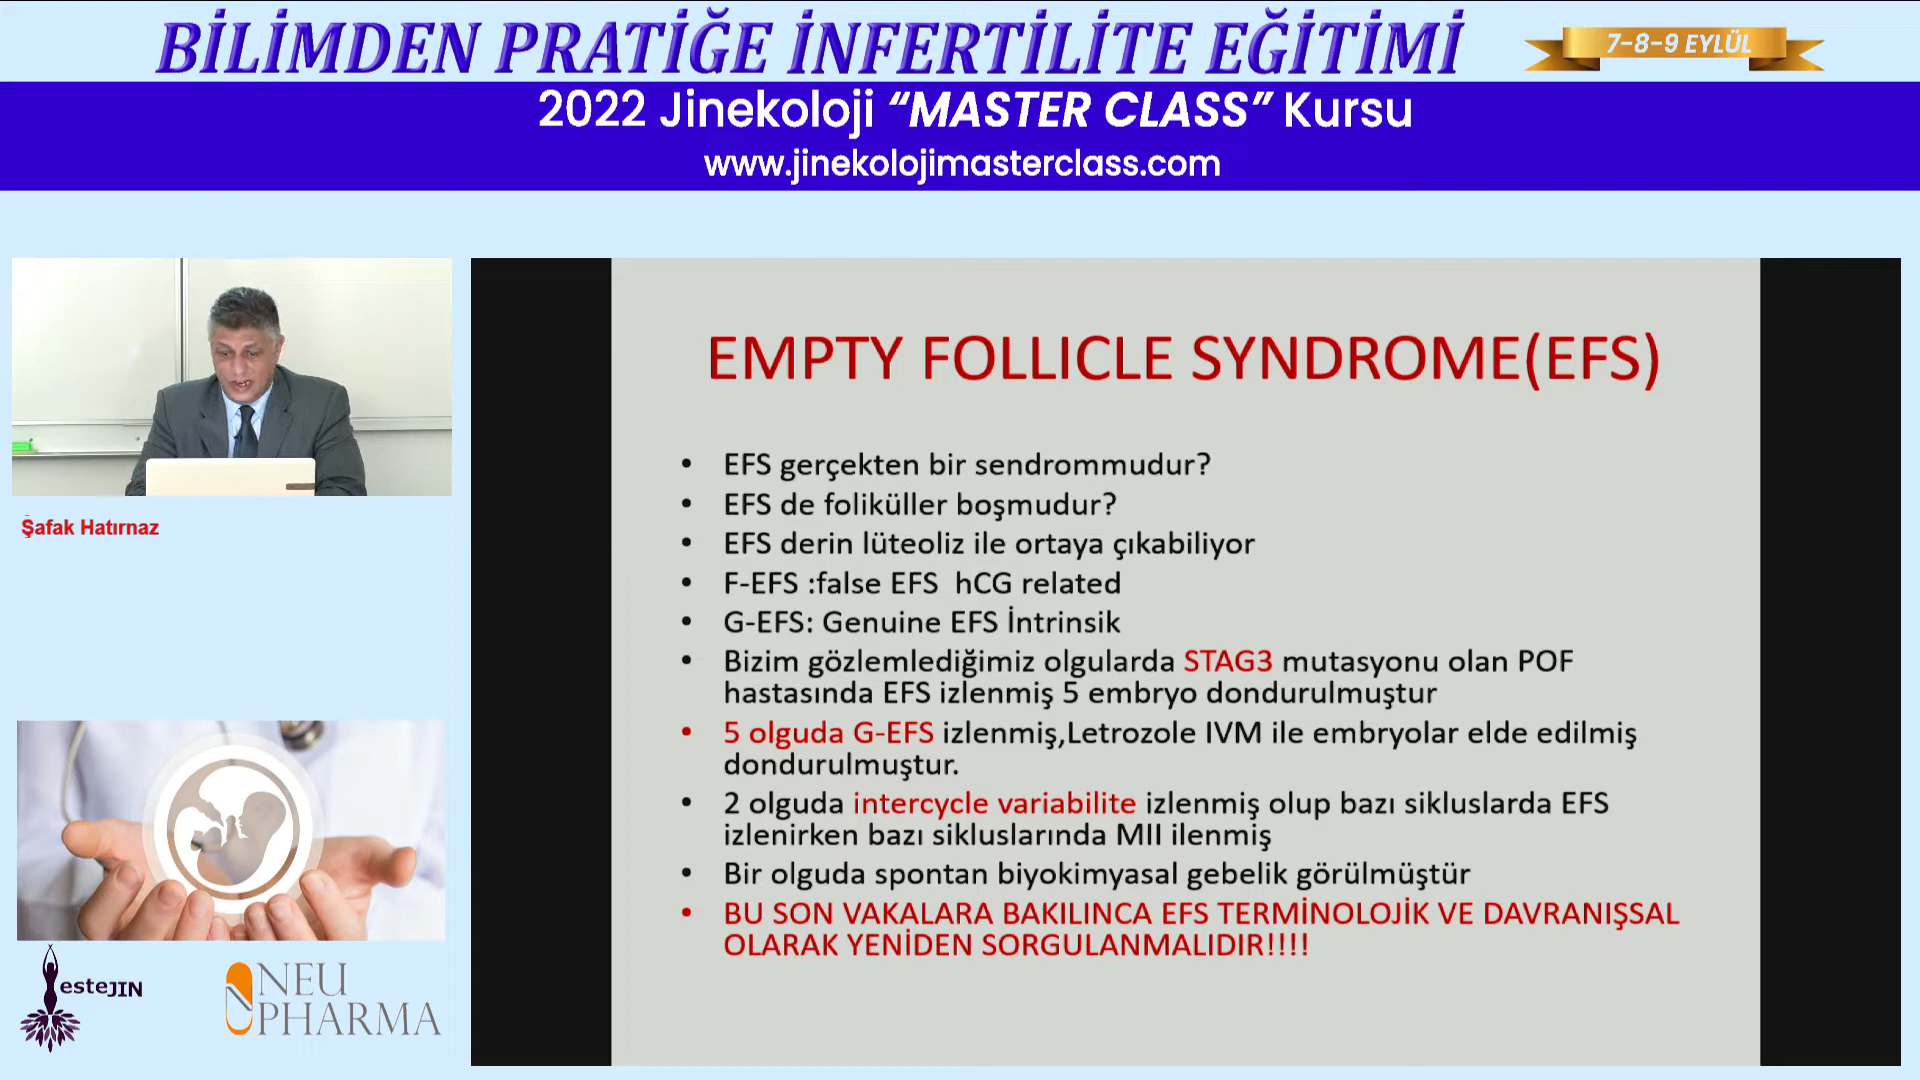 BİLİMDEN PRATİĞE İNFERTİLİTE EĞİTİMİ
7-8-9 EYLÜL
2022 Jinekoloji “MASTER CLASS” Kursu
www.jinekolojimasterclass.com
Şafak Hatırnaz
esteJIN
NEU
PHARMA
EMPTY FOLLICLE SYNDROME(EFS)
• EFS gerçekten bir sendrommudur?
• EFS de foliküller boşmudur?
• EFS derin lüteoliz ile ortaya çıkabiliyor
• F-EFS :false EFS hCG related
• G-EFS: Genuine EFS İntrinsik
• Bizim gözlemlediğimiz olgularda STAG3 mutasyonu olan POF
hastasında EFS izlenmiş 5 embryo dondurulmuştur
• 5 olguda G-EFS izlenmiş,Letrozole IVM ile embryolar elde edilmiş
dondurulmuştur.
• 2 olguda intercycle variabilite izlenmiş olup bazı sikluslarda EFS
izlenirken bazı sikluslarında MII ilenmiş
• Bir olguda spontan biyokimyasal gebelik görülmüştür
• BU SON VAKALARA BAKILINCA EFS TERMİNOLOJİK VE DAVRANIŞSAL
OLARAK YENİDEN SORGULANMALIDIR!!!!